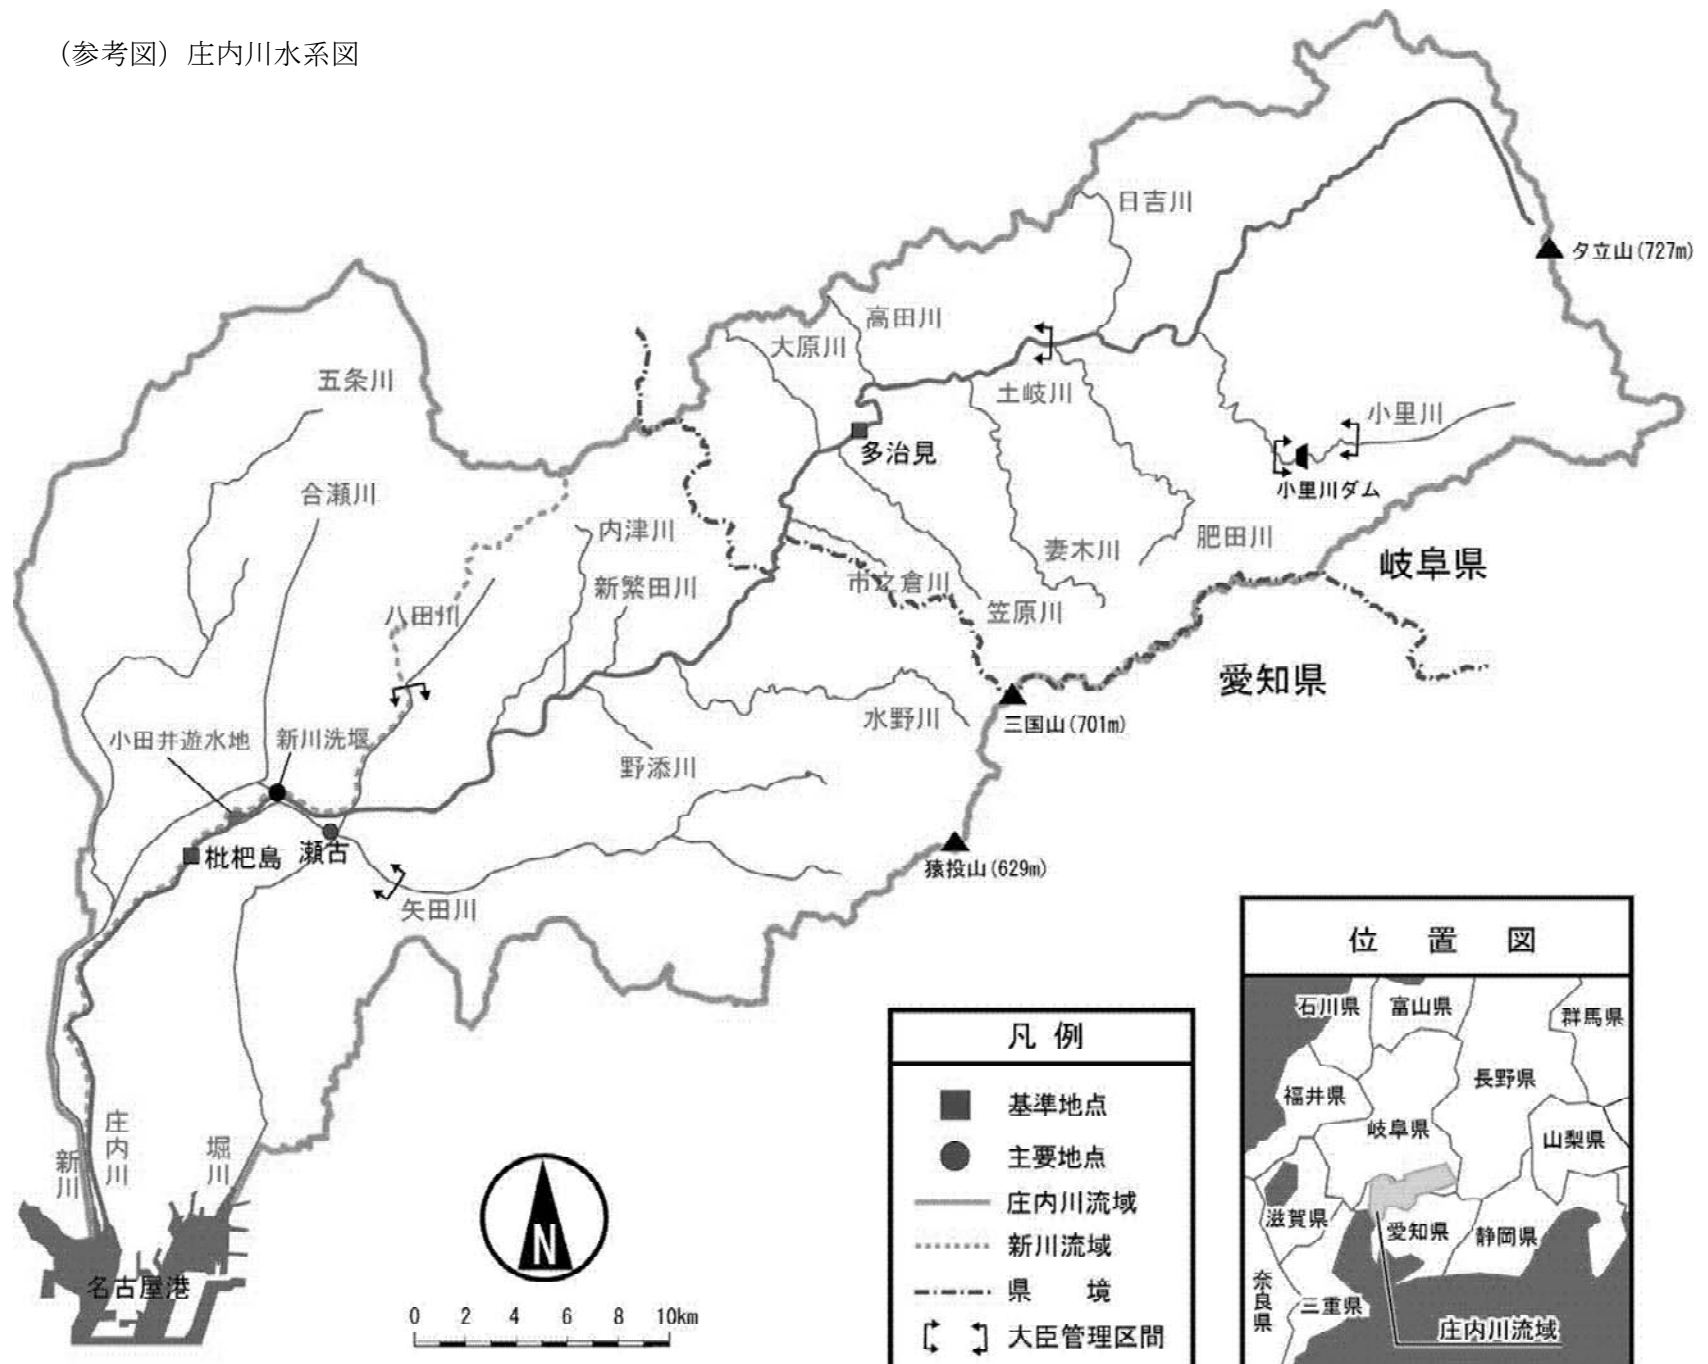 （参考図）庄内川水系図
日吉川
夕立山(727m)
高田川
大原川
五条川
土岐川
小里川
多治見
小里川ダム
合瀬川
内津川
妻木川
肥田川
岐阜県
新繁田川
市之倉川
笠原川
八田川
愛知県
水野川
三国山(701m)
小田井遊水地
新川洗堰
野添川
枇杷島
瀬古
猿投山(629m)
矢田川
庄内川
新川
堀川
名古屋港
N
0 2 4 6 8 10km
凡例
基準地点
主要地点
庄内川流域
新川流域
県境
大臣管理区間
位置図
石川県
富山県
群馬県
福井県
長野県
岐阜県
山梨県
滋賀県
愛知県
静岡県
奈良県
三重県
庄内川流域